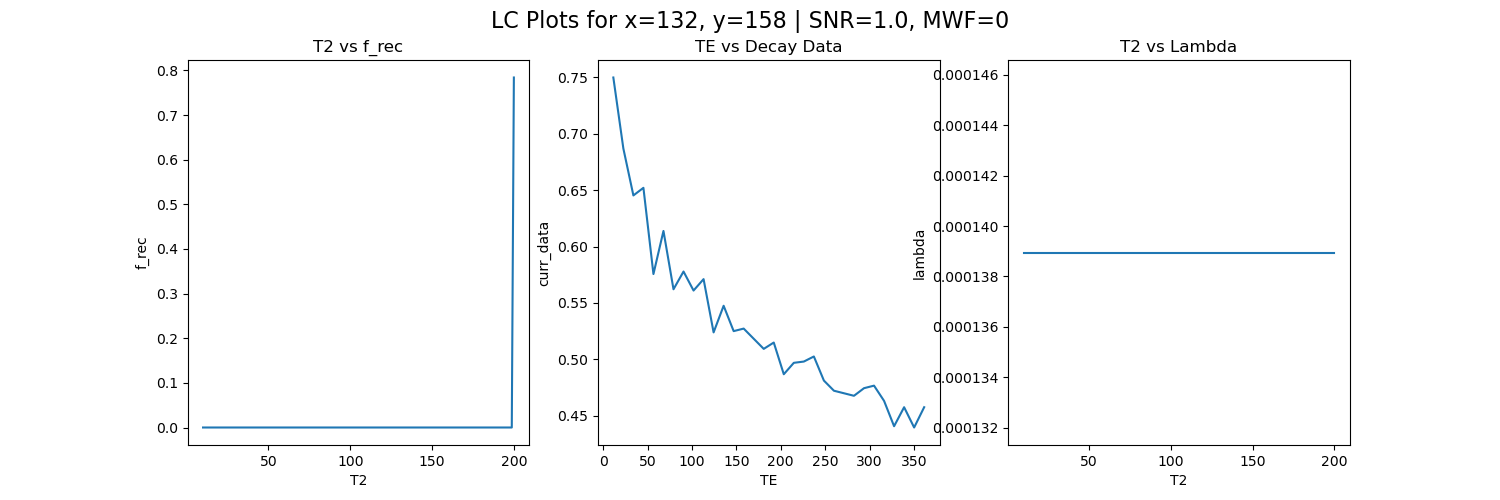 LC Plots for x=132, y=158 | SNR=1.0, MWF=0
T2 vs f_rec
0.8
0.7
0.6
0.5
0.4
0.3
0.2
0.1
0.0
f_rec
50 100 150 200
T2
TE vs Decay Data
0.75
0.70
0.65
0.60
0.55
0.50
0.45
curr_data
0 50 100 150 200 250 300 350
TE
T2 vs Lambda
0.000146
0.000144
0.000142
0.000140
0.000138
0.000136
0.000134
0.000132
lambda
50 100 150 200
T2